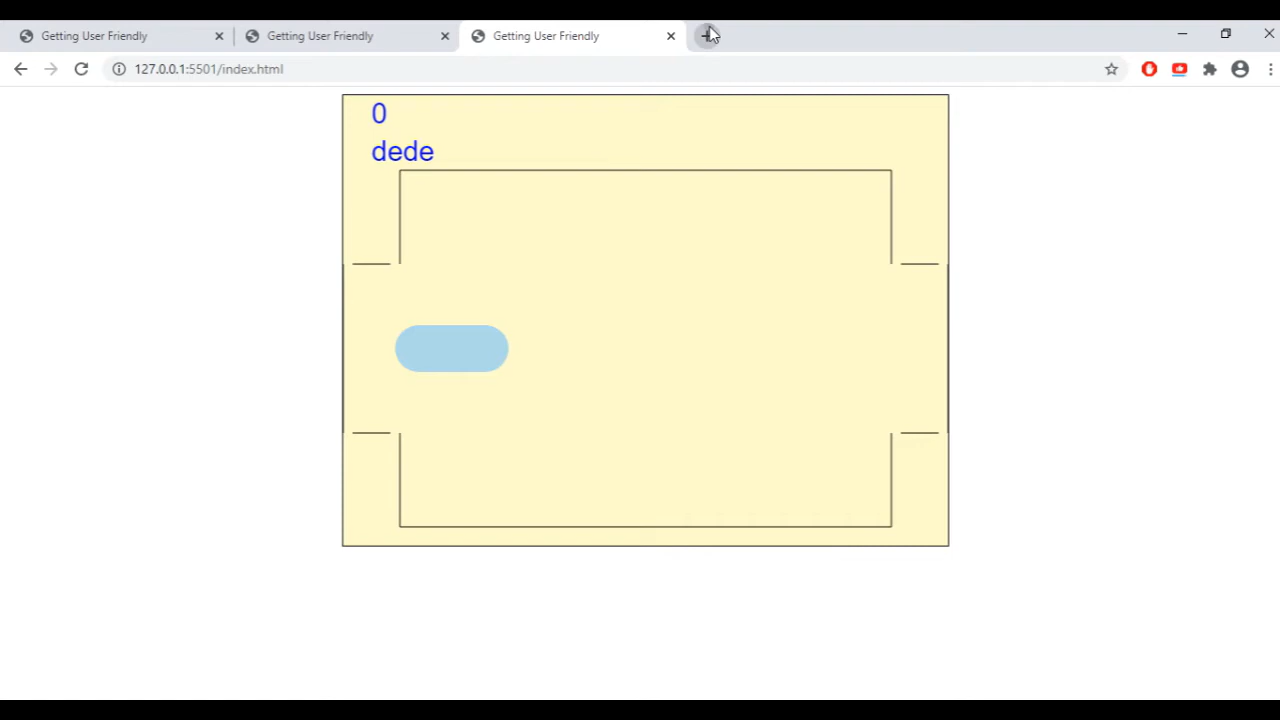 Getting User Friendly
Getting User Friendly
Getting User Friendly
127.0.0.1:5501/index.html
0
dede